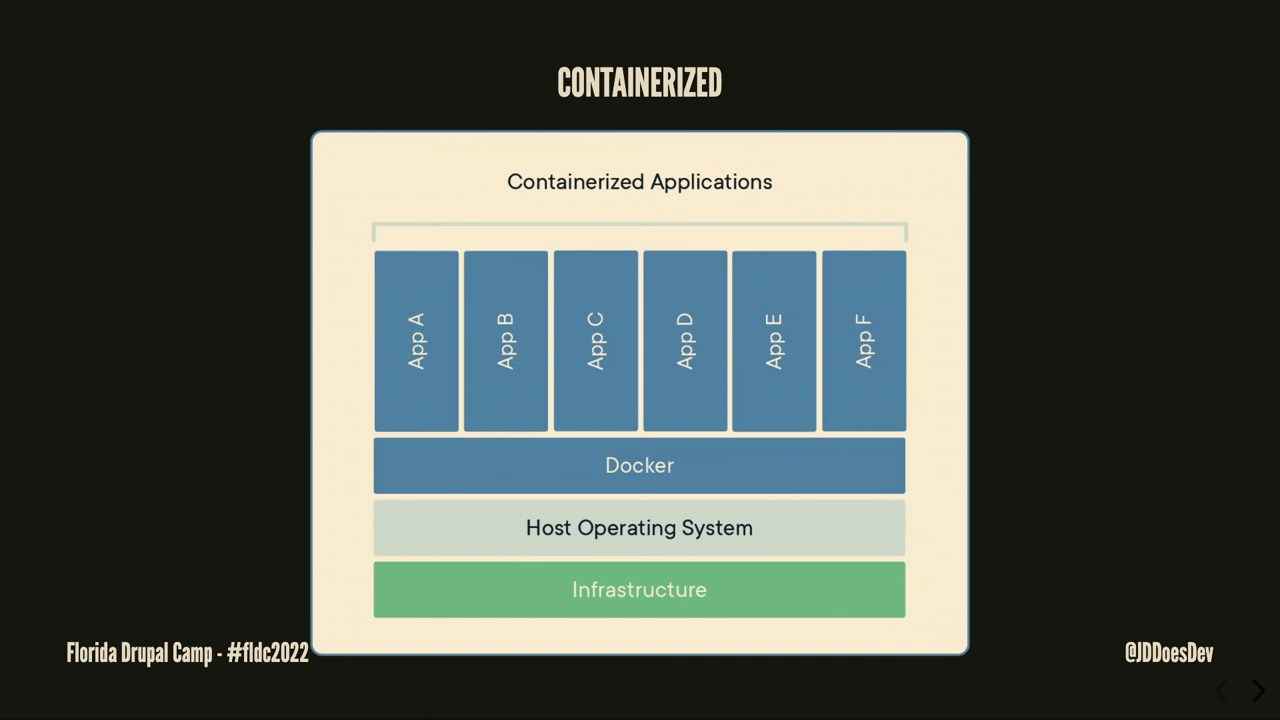 CONTAINERIZED
Containerized Applications
App A
App B
App C
App D
App E
App F
Docker
Host Operating System
Infrastructure
Florida Drupal Camp - #fldc2022
@JDDoesDev